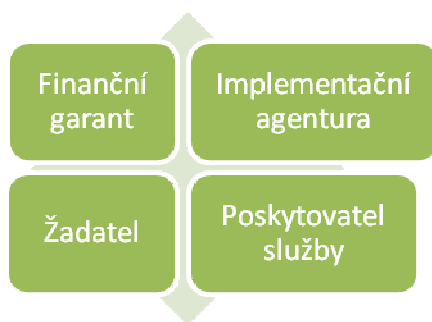 Finanční
garant
Implementační
agentura
Žadatel
Poskytovatel
služby